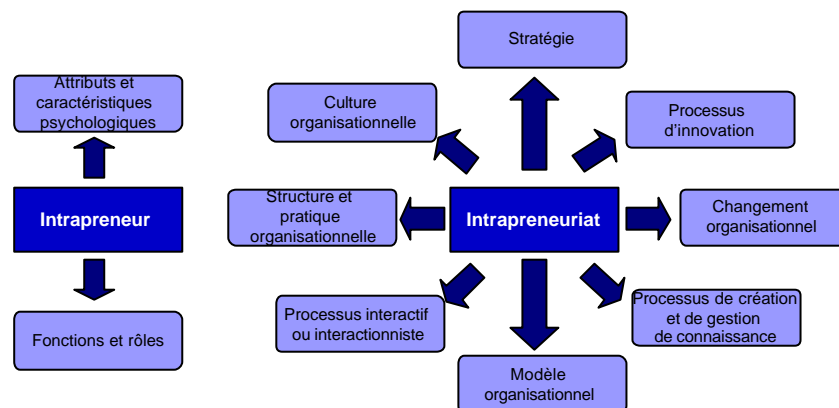 Attributs et
caractéristiques
psychologiques
Intrapreneur
Fonctions et rôles
Stratégie
Culture
organisationnelle
Processus
d'innovation
Structure et
pratique
organisationnelle
Intrapreneuriat
Changement
organisationnel
Processus interactif
ou interactionniste
Processus de création
et de gestion
de connaissance
Modèle
organisationnel